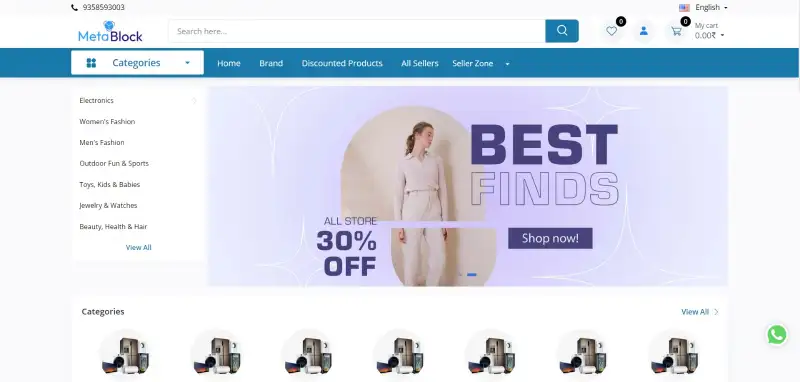 9358593003
English
MetaBlock
Search here...
0
0
My cart
0.00₹
Categories
Home
Brand
Discounted Products
All Sellers
Seller Zone
Electronics
Women's Fashion
Men's Fashion
Outdoor Fun & Sports
Toys, Kids & Babies
Jewelry & Watches
Beauty, Health & Hair
View All
BEST
FINDS
ALL STORE
30%
OFF
Shop now!
Categories
View All